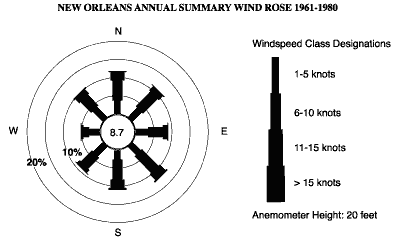 NEW ORLEANS ANNUAL SUMMARY WIND ROSE 1961-1980
N
Windspeed Class Designations
1-5 knots
6-10 knots
11-15 knots
> 15 knots
Anemometer Height: 20 feet
W
8.7
E
10%
20%
S